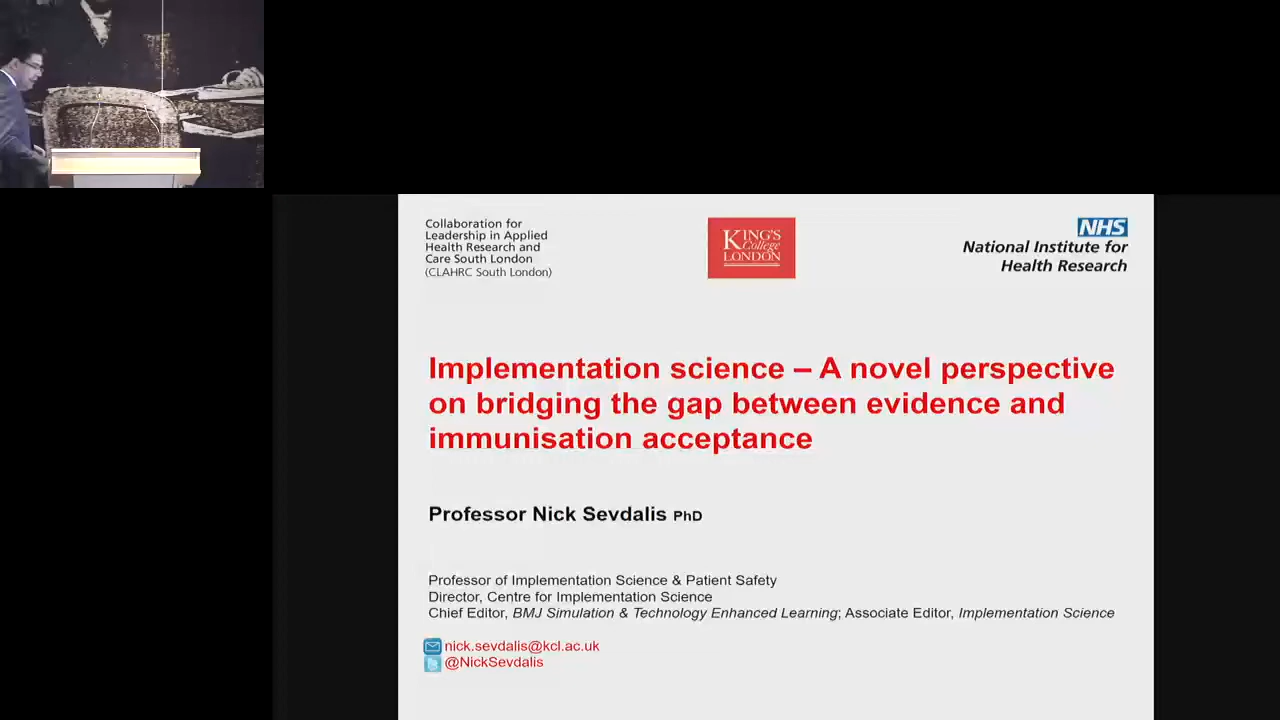 Collaboration for
Leadership in Applied
Health Research and
Care South London
(CLAHRC South London)
KING'S
College
LONDON
NHS
National Institute for
Health Research
Implementation science – A novel perspective
on bridging the gap between evidence and
immunisation acceptance
Professor Nick Sevdalis PhD
Professor of Implementation Science & Patient Safety
Director, Centre for Implementation Science
Chief Editor, BMJ Simulation & Technology Enhanced Learning; Associate Editor, Implementation Science
nick.sevdalis@kcl.ac.uk
@NickSevdalis